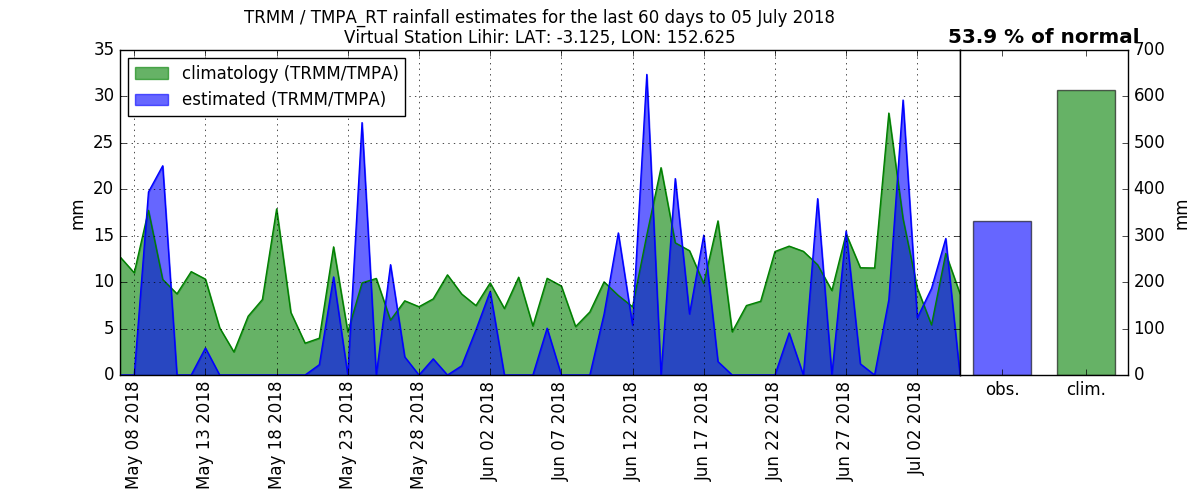 TRMM / TMPA_RT rainfall estimates for the last 60 days to 05 July 2018
Virtual Station Lihir: LAT: -3.125, LON: 152.625
53.9 % of normal
climatology (TRMM/TMPA)
estimated (TRMM/TMPA)
35
30
25
20
15
10
5
0
mm
May 08 2018
May 13 2018
May 18 2018
May 23 2018
May 28 2018
Jun 02 2018
Jun 07 2018
Jun 12 2018
Jun 17 2018
Jun 22 2018
Jun 27 2018
Jul 02 2018
obs.
clim.
700
600
500
400
300
200
100
0
mm